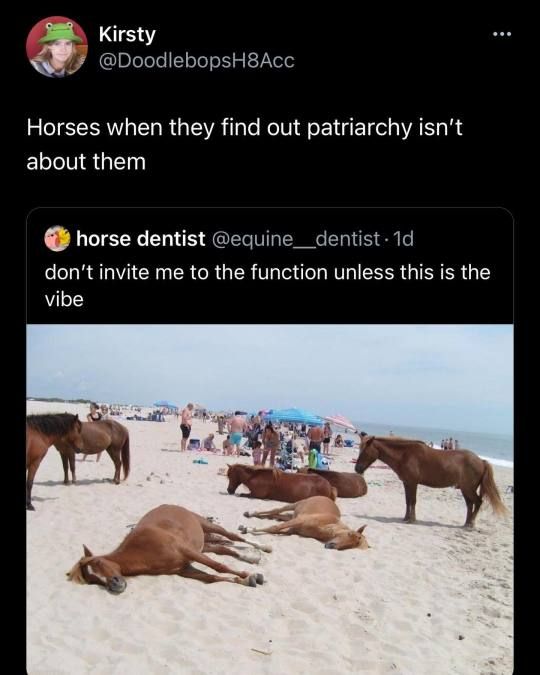 Kirsty
@DoodlebopsH8Acc
Horses when they find out patriarchy isn’t
about them
horse dentist @equine__dentist · 1d
don’t invite me to the function unless this is the
vibe